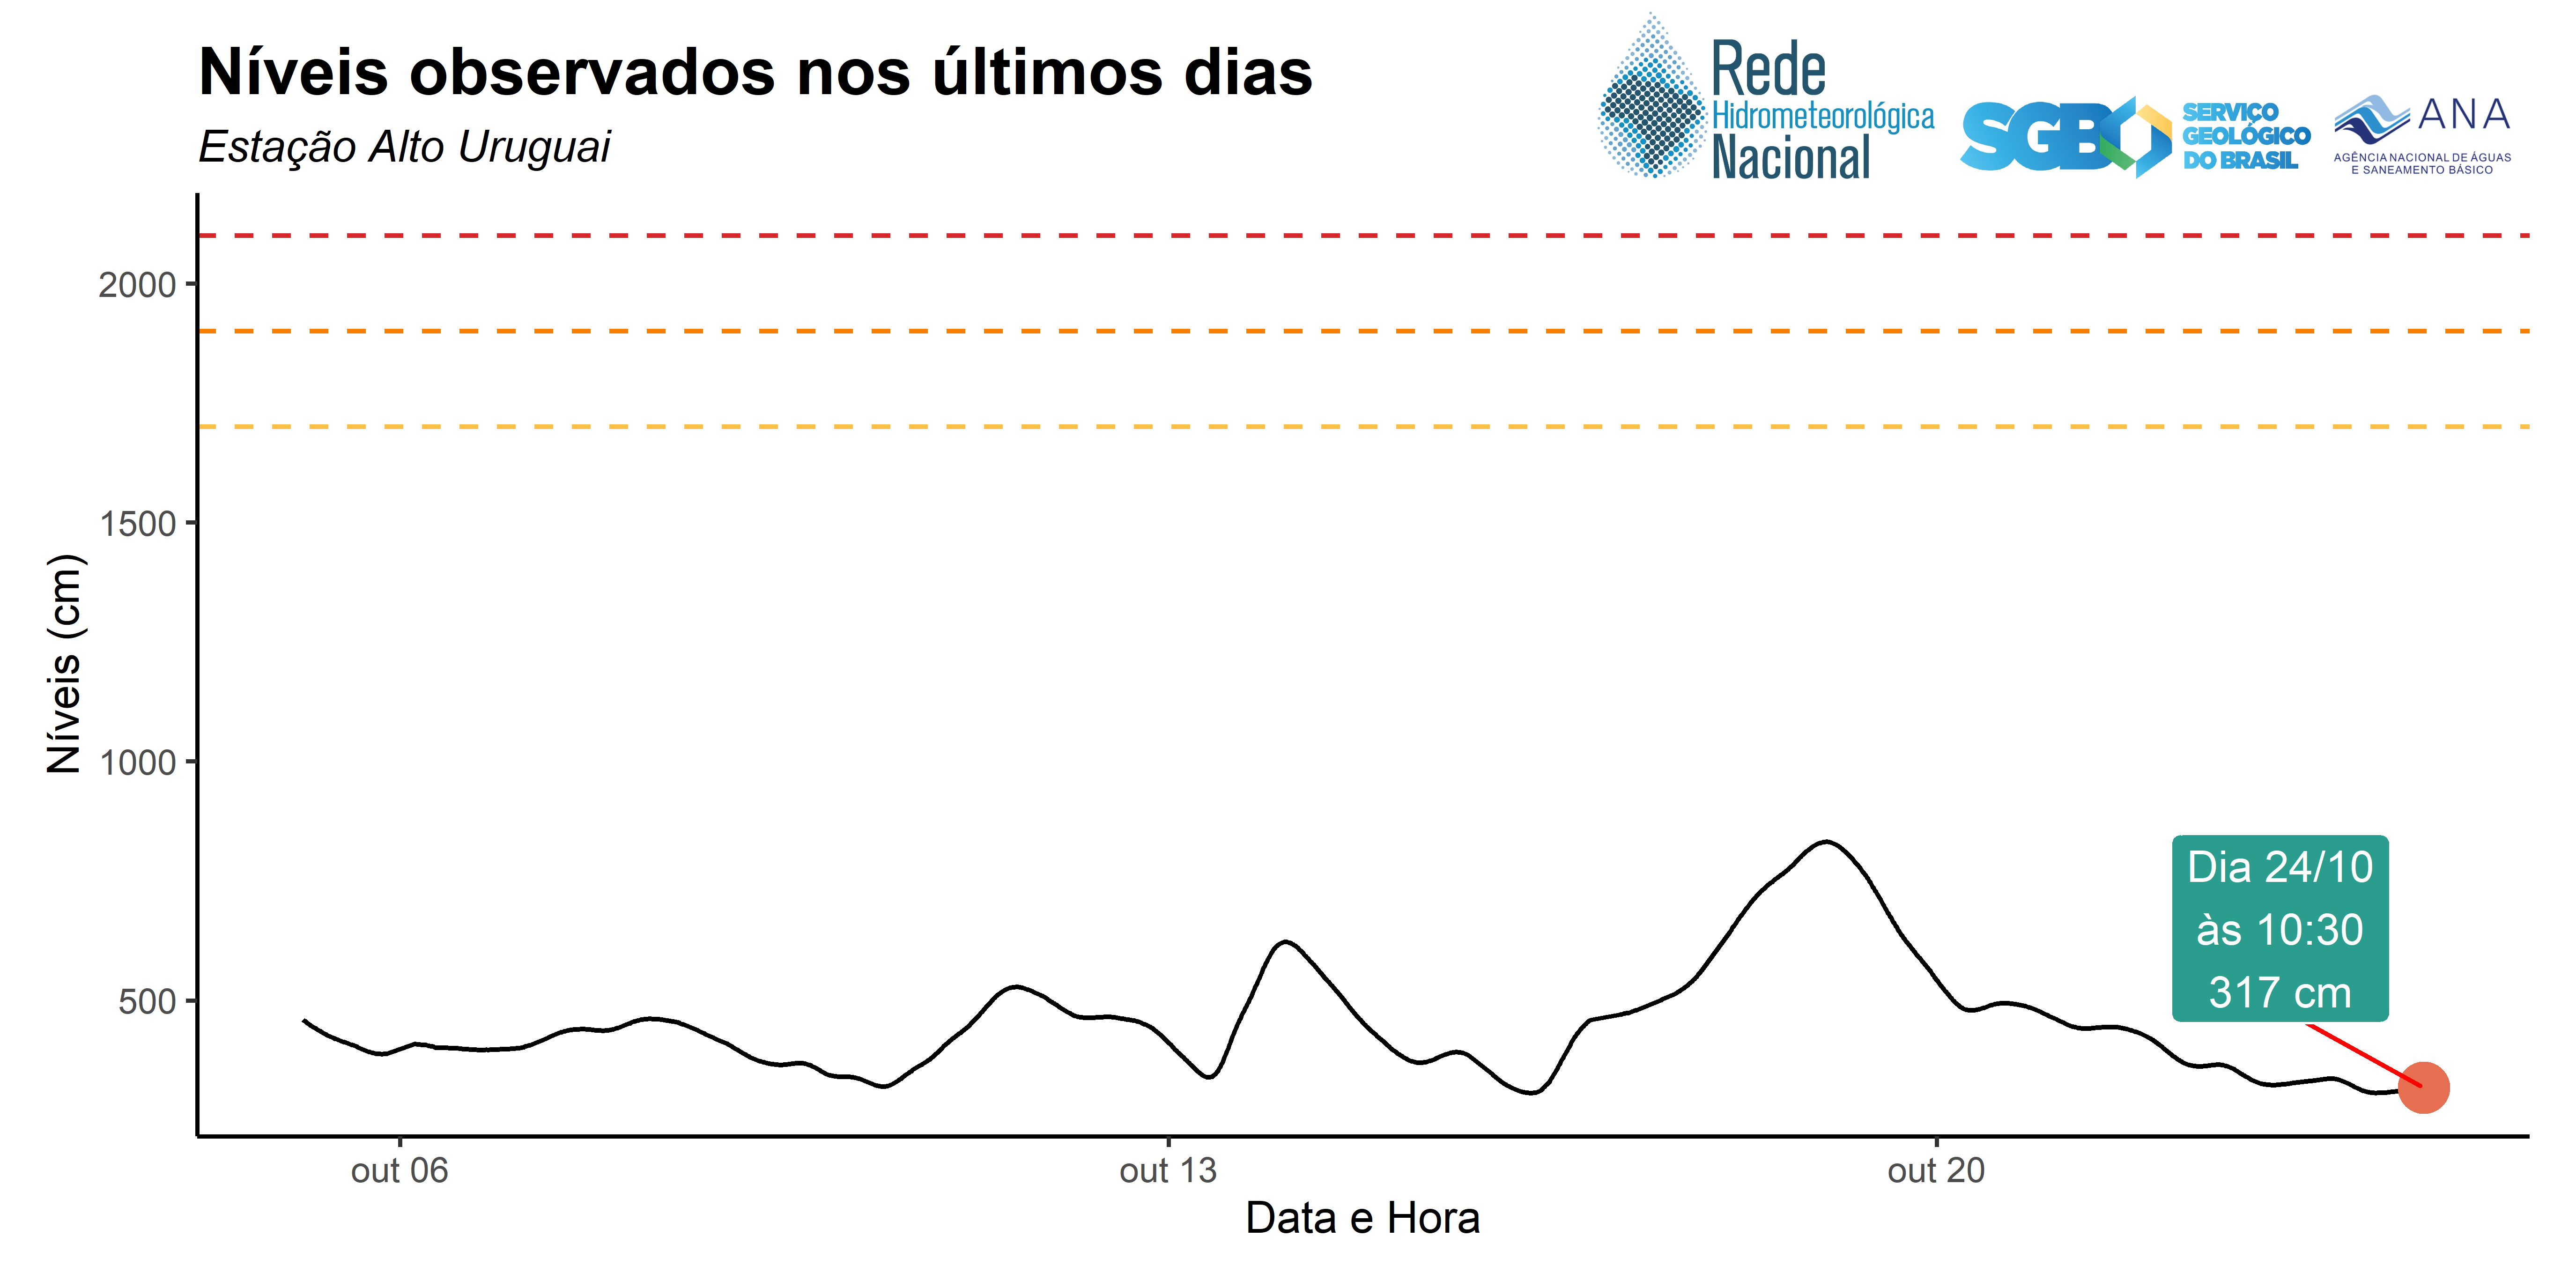 Níveis observados nos últimos dias
Estação Alto Uruguai
Rede
Hidrometeorológica
Nacional
SGB
SERVIÇO
GEOLÓGICO
DO BRASIL
ANA
AGÊNCIA NACIONAL DE ÁGUAS
E SANEAMENTO BÁSICO
Níveis (cm)
2000
1500
1000
500
Dia 24/10
às 10:30
317 cm
out 06
out 13
out 20
Data e Hora